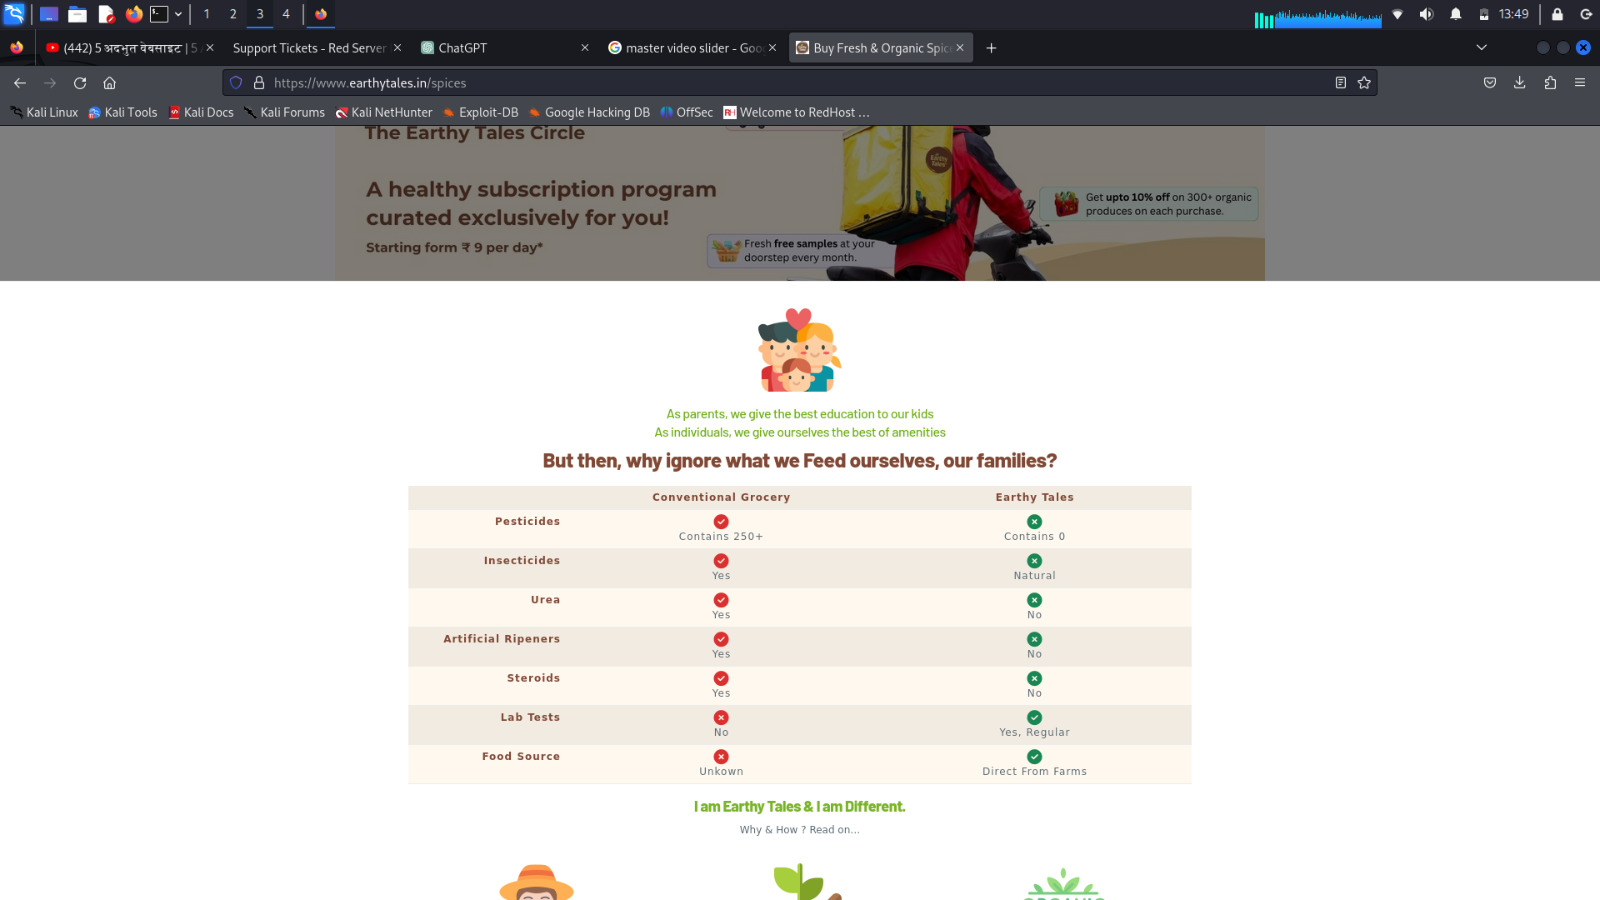 1 2 3 4 13:49
(442) 5 अदभुत वेबसाइट | 5 Support Tickets - Red Server ChatGPT master video slider - Goo Buy Fresh & Organic Spice
https://www.earthytales.in/spices
Kali Linux Kali Tools Kali Docs Kali Forums Kali NetHunter Exploit-DB Google Hacking DB OffSec Welcome to RedHost ...
The Earthy Tales Circle
Earthy
Tales
A healthy subscription program
curated exclusively for you!
Starting form ₹ 9 per day*
Get upto 10% off on 300+ organic
produces on each purchase.
Fresh free samples at your
doorstep every month.
As parents, we give the best education to our kids
As individuals, we give ourselves the best of amenities
But then, why ignore what we Feed ourselves, our families?
Conventional Grocery Earthy Tales
Pesticides
Contains 250+ Contains 0
Insecticides
Yes Natural
Urea
Yes No
Artificial Ripeners
Yes No
Steroids
Yes No
Lab Tests
No Yes, Regular
Food Source
Unkown Direct From Farms
I am Earthy Tales & I am Different.
Why & How ? Read on...